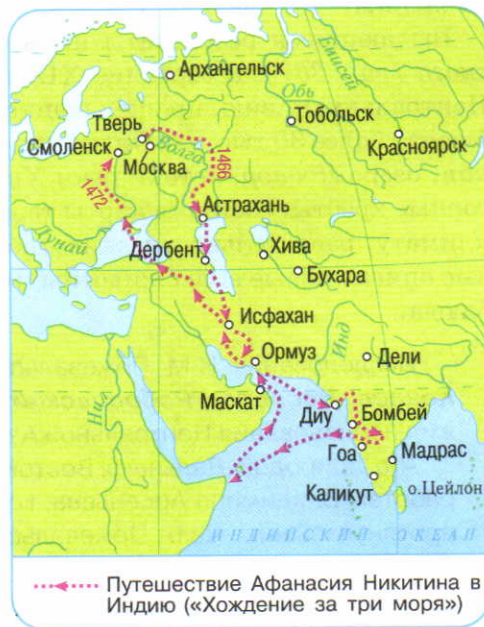 Архангельск
Енисей
Обь
Тобольск
Тверь
Волга
Смоленск
Красноярск
Москва
1466
1472
Астрахань
Дунай
Дербент
Хива
Бухара
Исфахан
Инд
Ормуз
Дели
Маскат
Нил
Диу
Бомбей
Гоа
Мадрас
Каликут
о.Цейлон
ИНДИЙСКИЙ ОКЕАН
Путешествие Афанасия Никитина в
Индию («Хождение за три моря»)